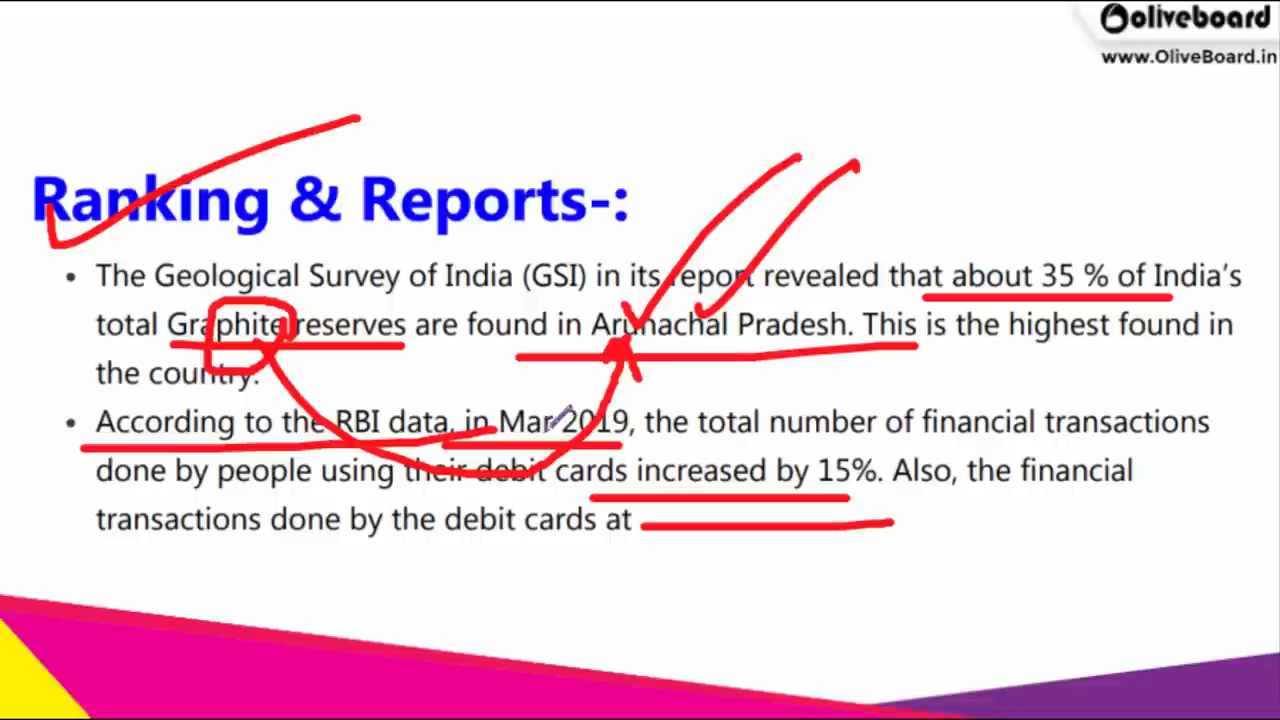 oliveboard
www.OliveBoard.in
Ranking & Reports-:
• The Geological Survey of India (GSI) in its report revealed that about 35 % of India's
total Graphite reserves are found in Arunachal Pradesh. This is the highest found in
the country.
• According to the RBI data, in Mar 2019, the total number of financial transactions
done by people using their debit cards increased by 15%. Also, the financial
transactions done by the debit cards at